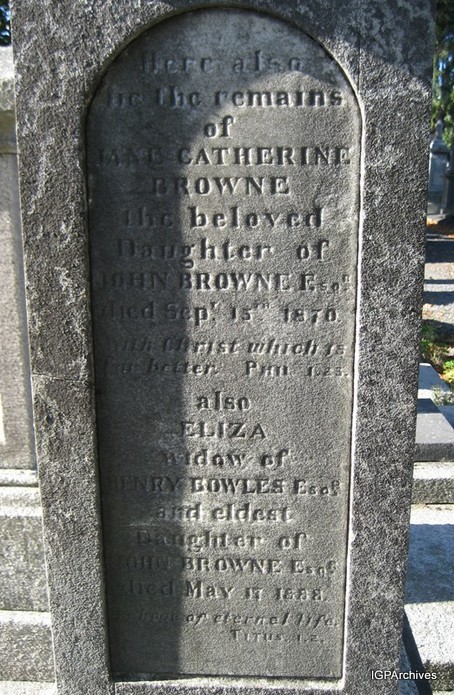 Here also
lie the remains
of
JANE CATHERINE
BROWNE
the beloved
Daughter of
JOHN BROWNE Esqr.
died Sept. 15th 1870
With Christ which is
far better. Phil 1.23.
also
ELIZA
widow of
HENRY BOWLES Esqr.
and eldest
Daughter of
JOHN BROWNE Esqr.
died May 17 1888.
hope of eternal life.
TITUS 1.2.
IGPArchives